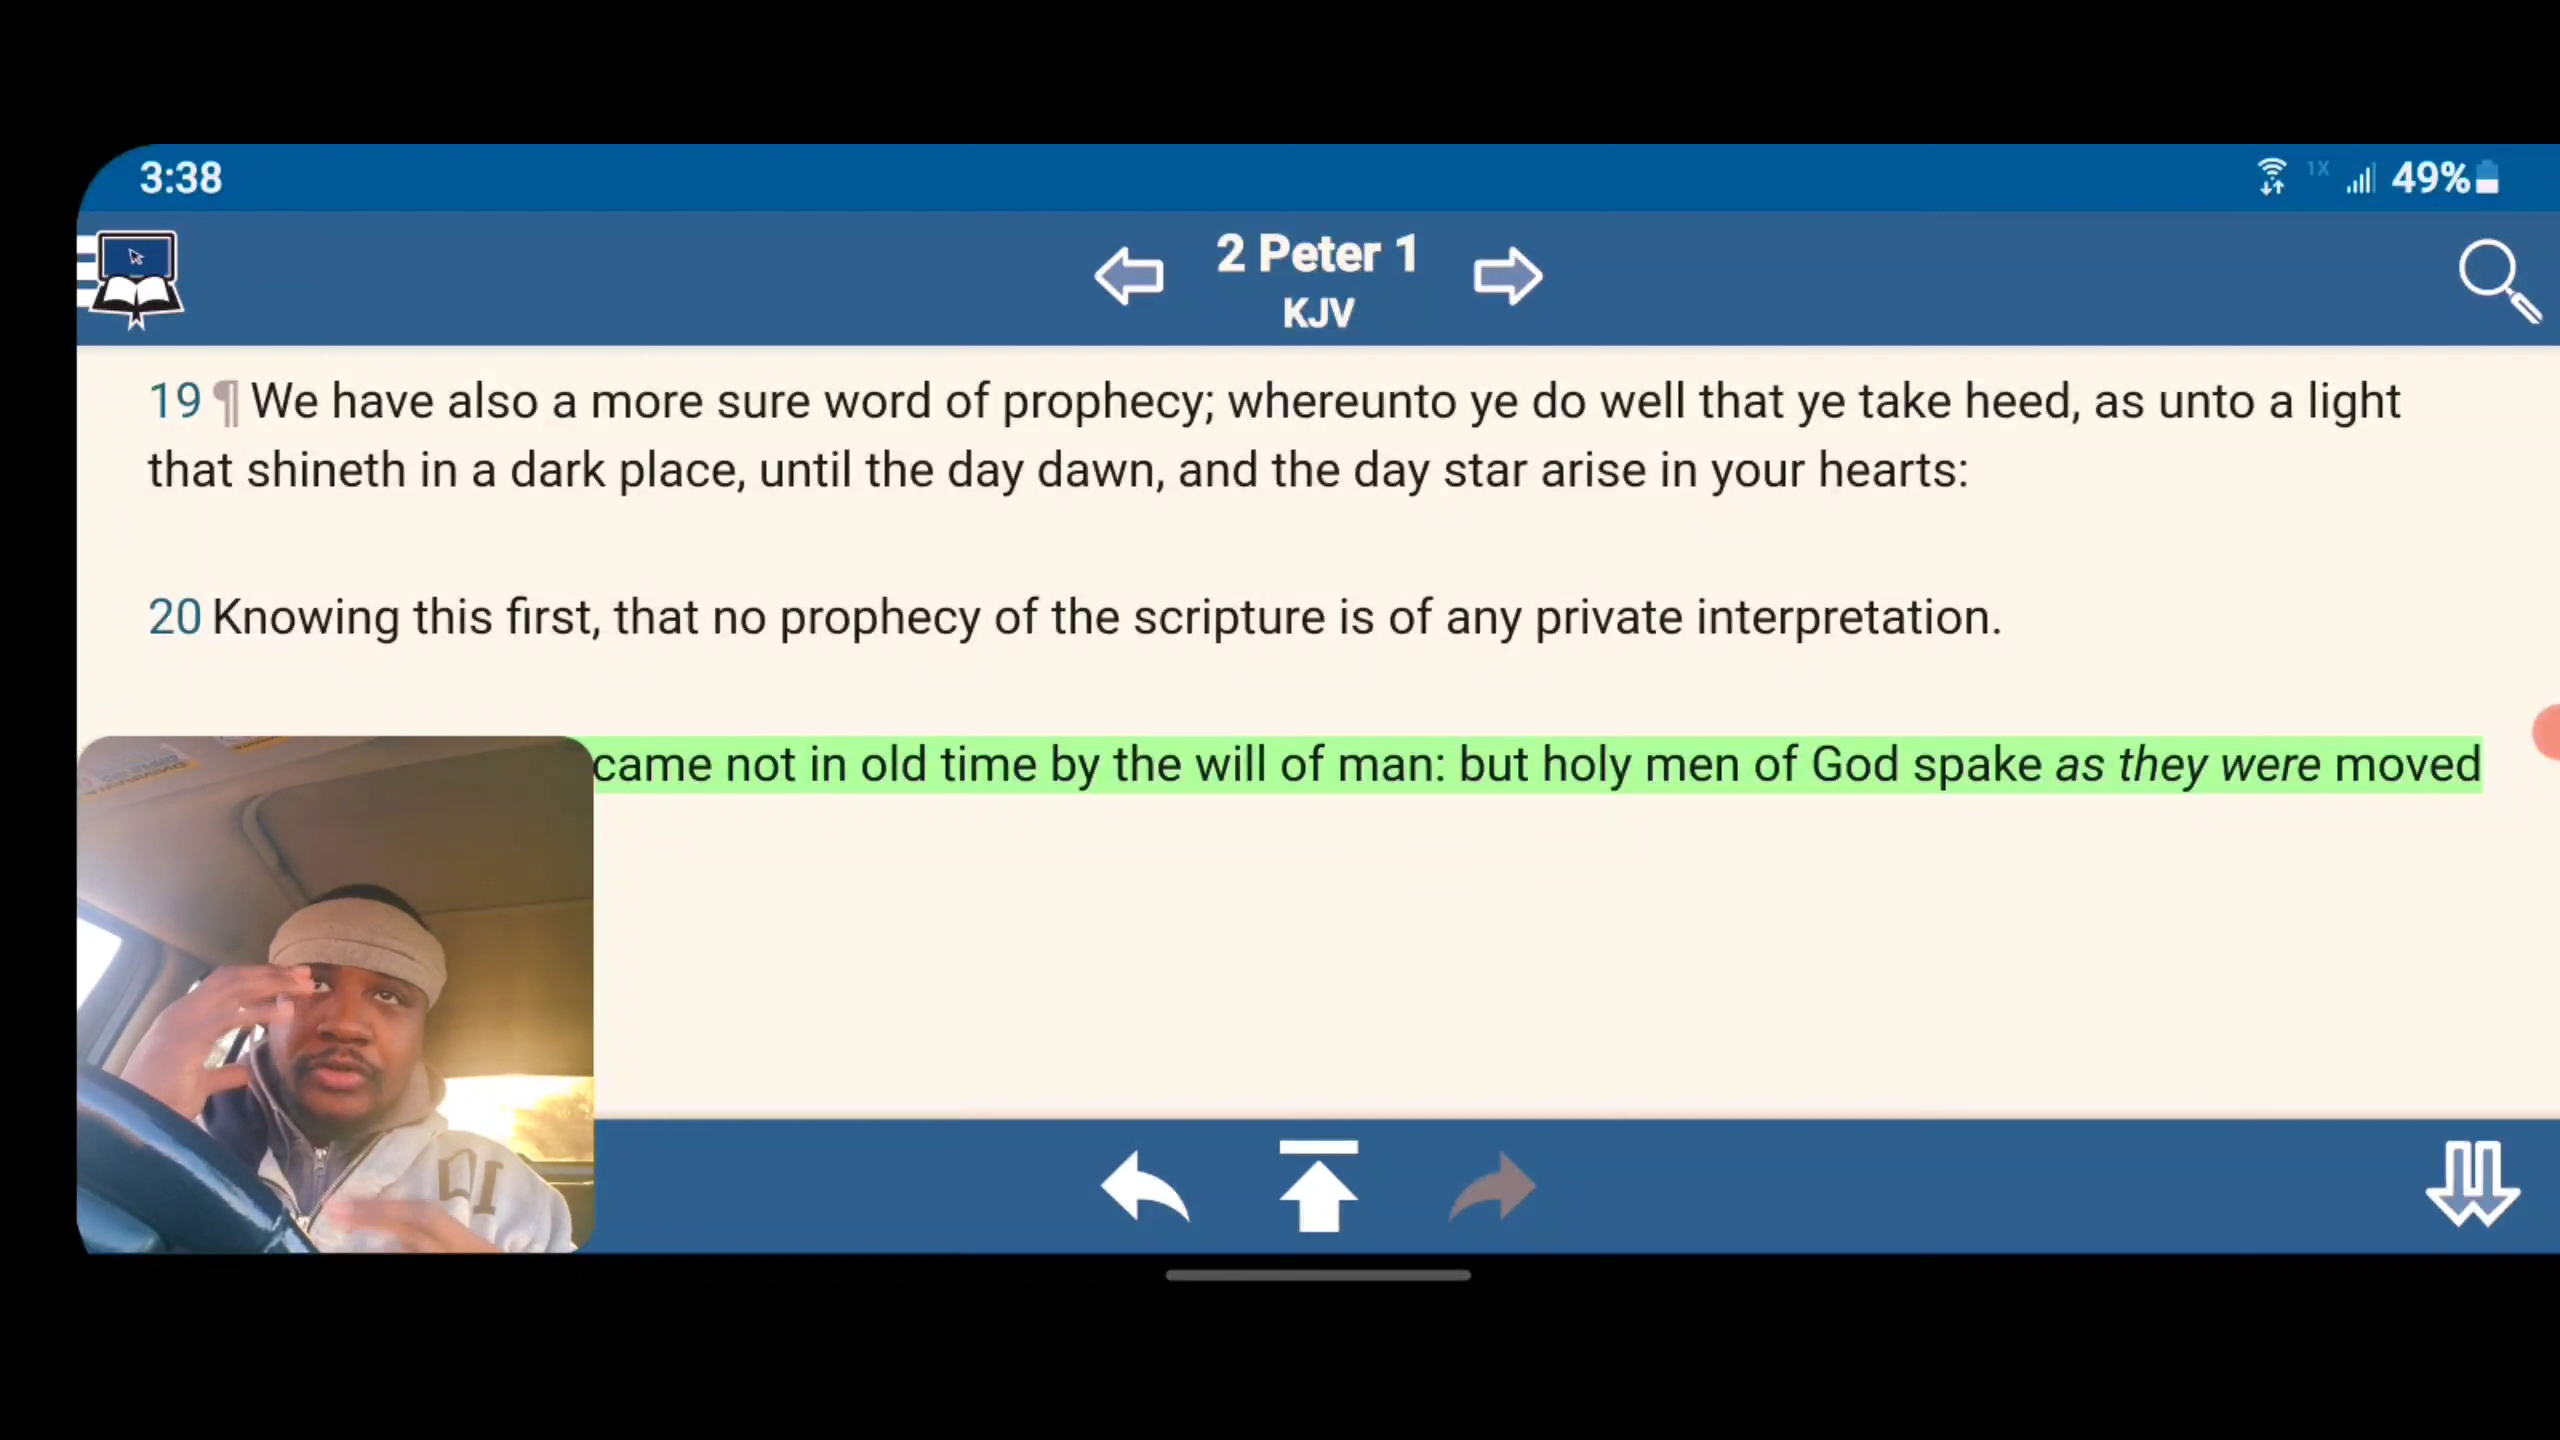 3:38
1X 49%
2 Peter 1
KJV
19 ¶ We have also a more sure word of prophecy; whereunto ye do well that ye take heed, as unto a light
that shineth in a dark place, until the day dawn, and the day star arise in your hearts:
20 Knowing this first, that no prophecy of the scripture is of any private interpretation.
came not in old time by the will of man: but holy men of God spake as they were moved